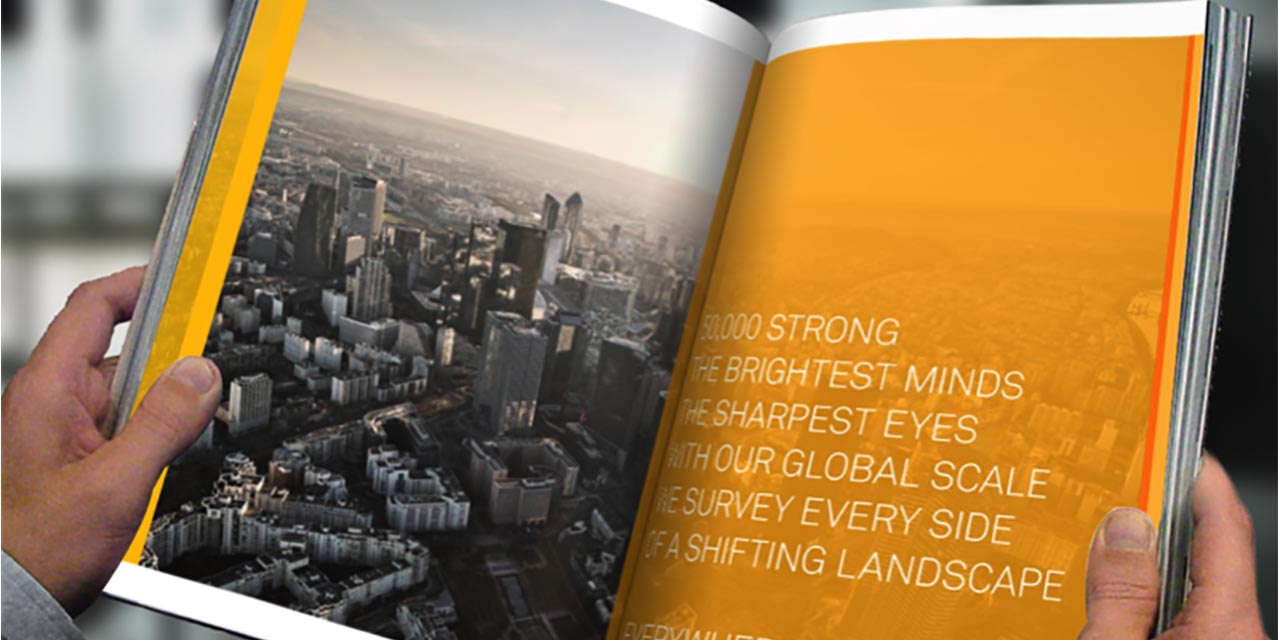 50,000 STRONG
THE BRIGHTEST MINDS
THE SHARPEST EYES
WITH OUR GLOBAL SCALE
WE SURVEY EVERY SIDE
OF A SHIFTING LANDSCAPE